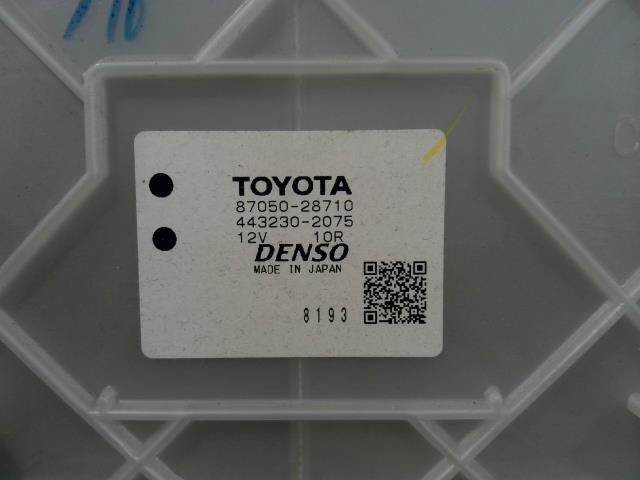 TOYOTA
87050-28710
443230-2075
12V 10R
DENSO
MADE IN JAPAN
8193